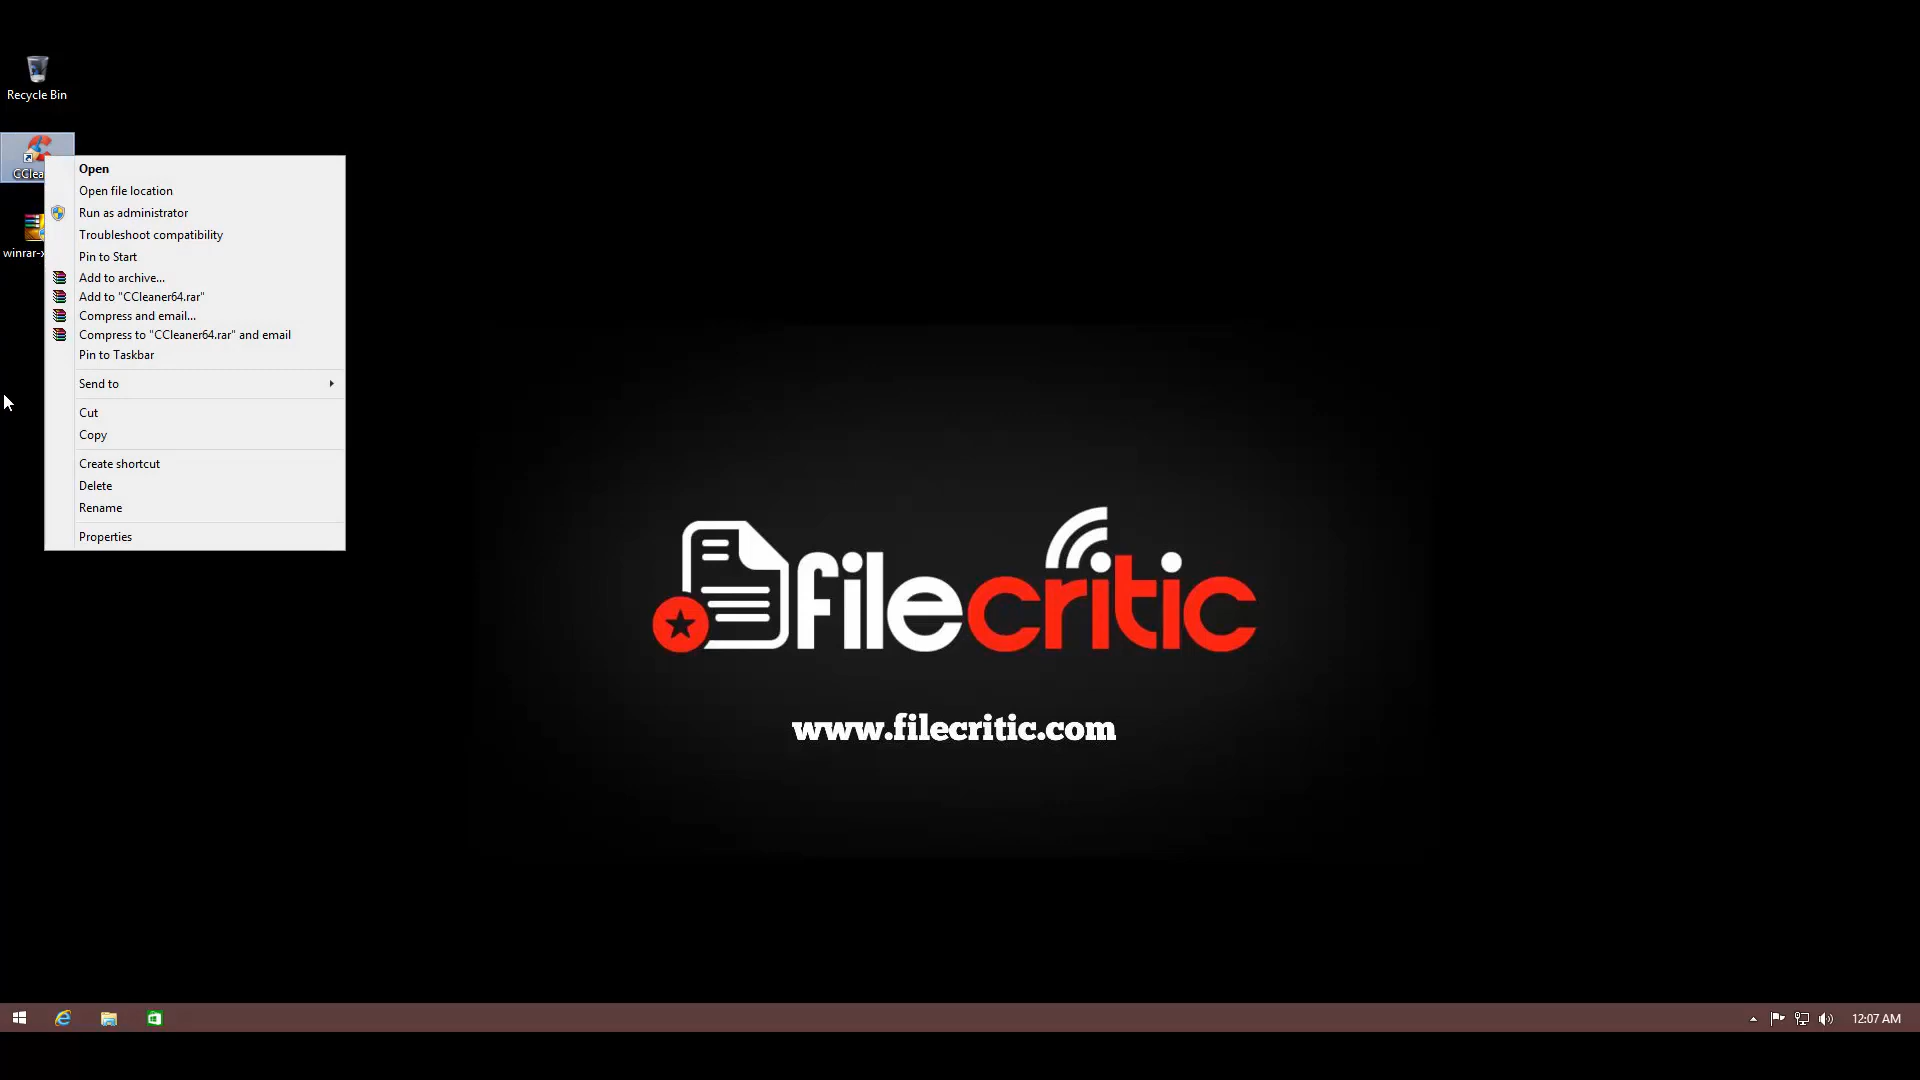 Recycle Bin
CClea
winrar-x
Open
Open file location
Run as administrator
Troubleshoot compatibility
Pin to Start
Add to archive...
Add to "CCleaner64.rar"
Compress and email...
Compress to "CCleaner64.rar" and email
Pin to Taskbar
Send to
Cut
Copy
Create shortcut
Delete
Rename
Properties
filecritic
www.filecritic.com
12:07 AM